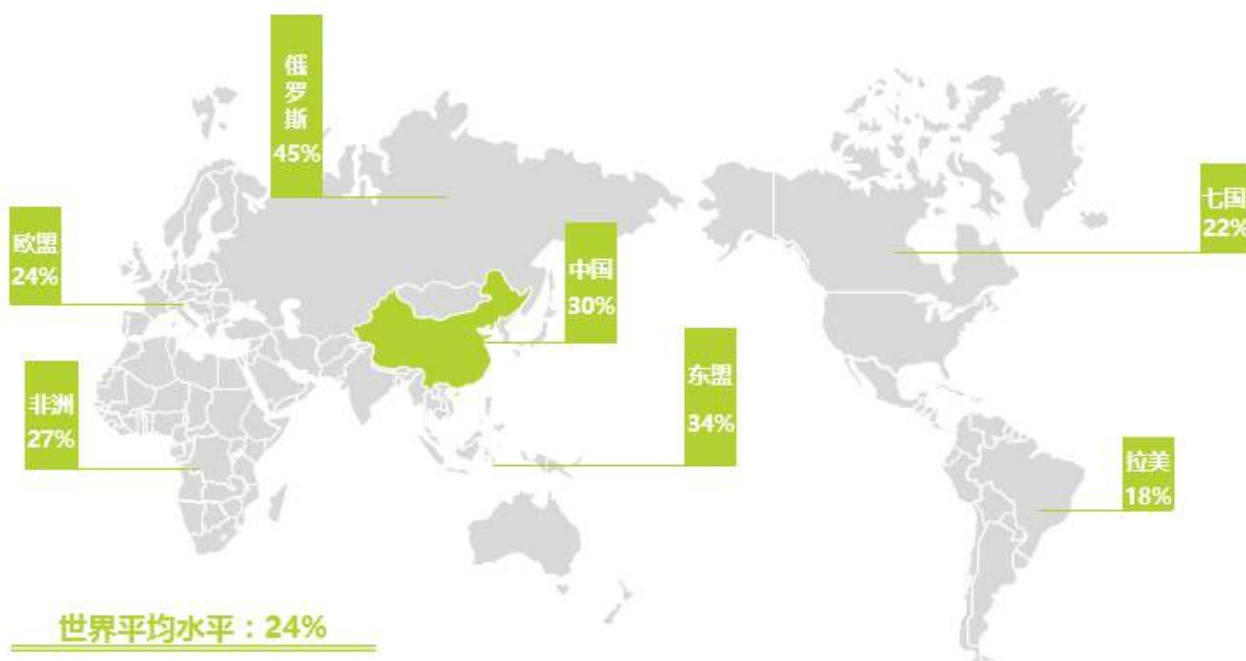 俄罗斯
45%
七国
22%
欧盟
24%
中国
30%
东盟
34%
非洲
27%
拉美
18%
世界平均水平：24%